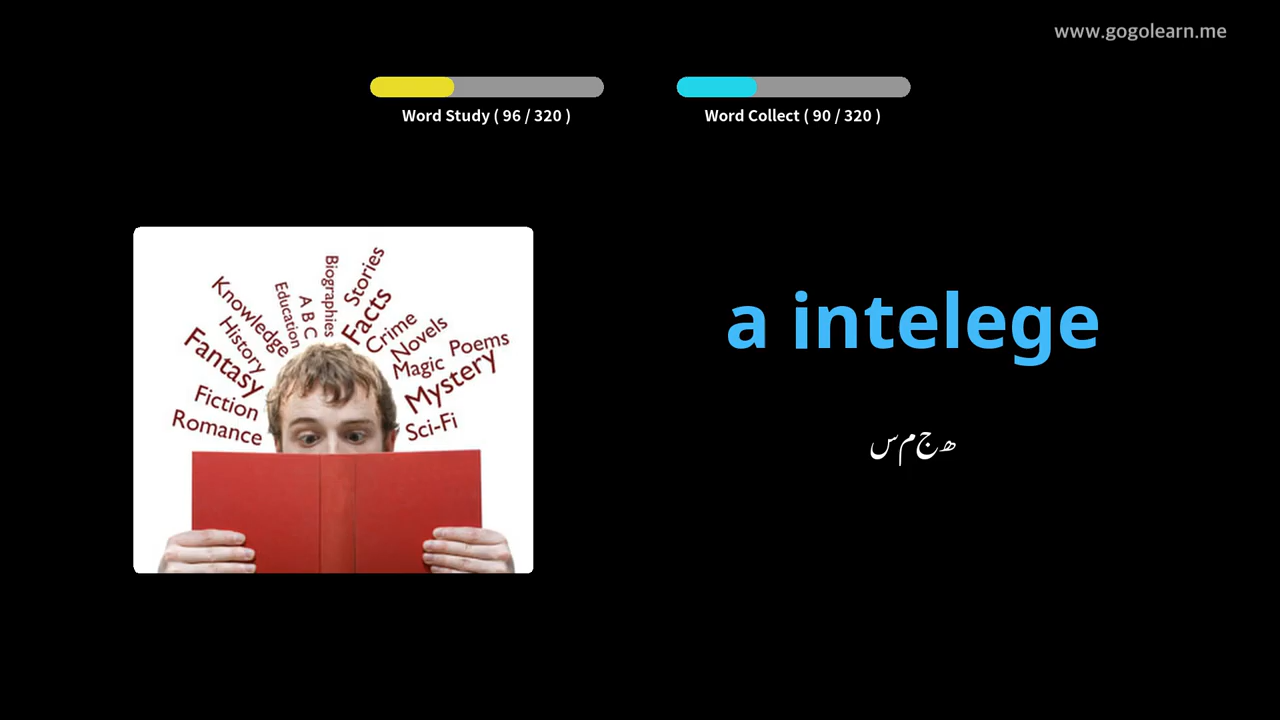 www.gogolearn.me
Word Study ( 96 / 320 )
Word Collect ( 90 / 320 )
Knowledge
Education
A B C
Biographies
Stories
Facts
Crime
Novels
Poems
Magic
Mystery
Sci-Fi
History
Fantasy
Fiction
Romance
a intelege
ھجمس